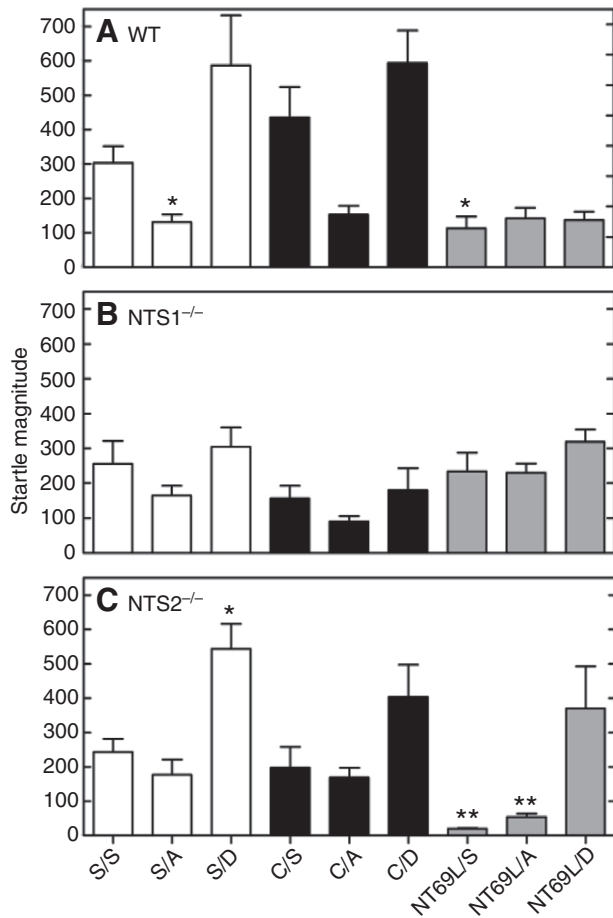 A WT
700
600
500
400
300
200
100
0
*
*
B NTS1⁻/⁻
700
600
500
400
300
200
100
0
Startle magnitude
C NTS2⁻/⁻
700
600
500
400
300
200
100
0
*
**
**
S/S
S/A
S/D
C/S
C/A
C/D
NT69L/S
NT69L/A
NT69L/D